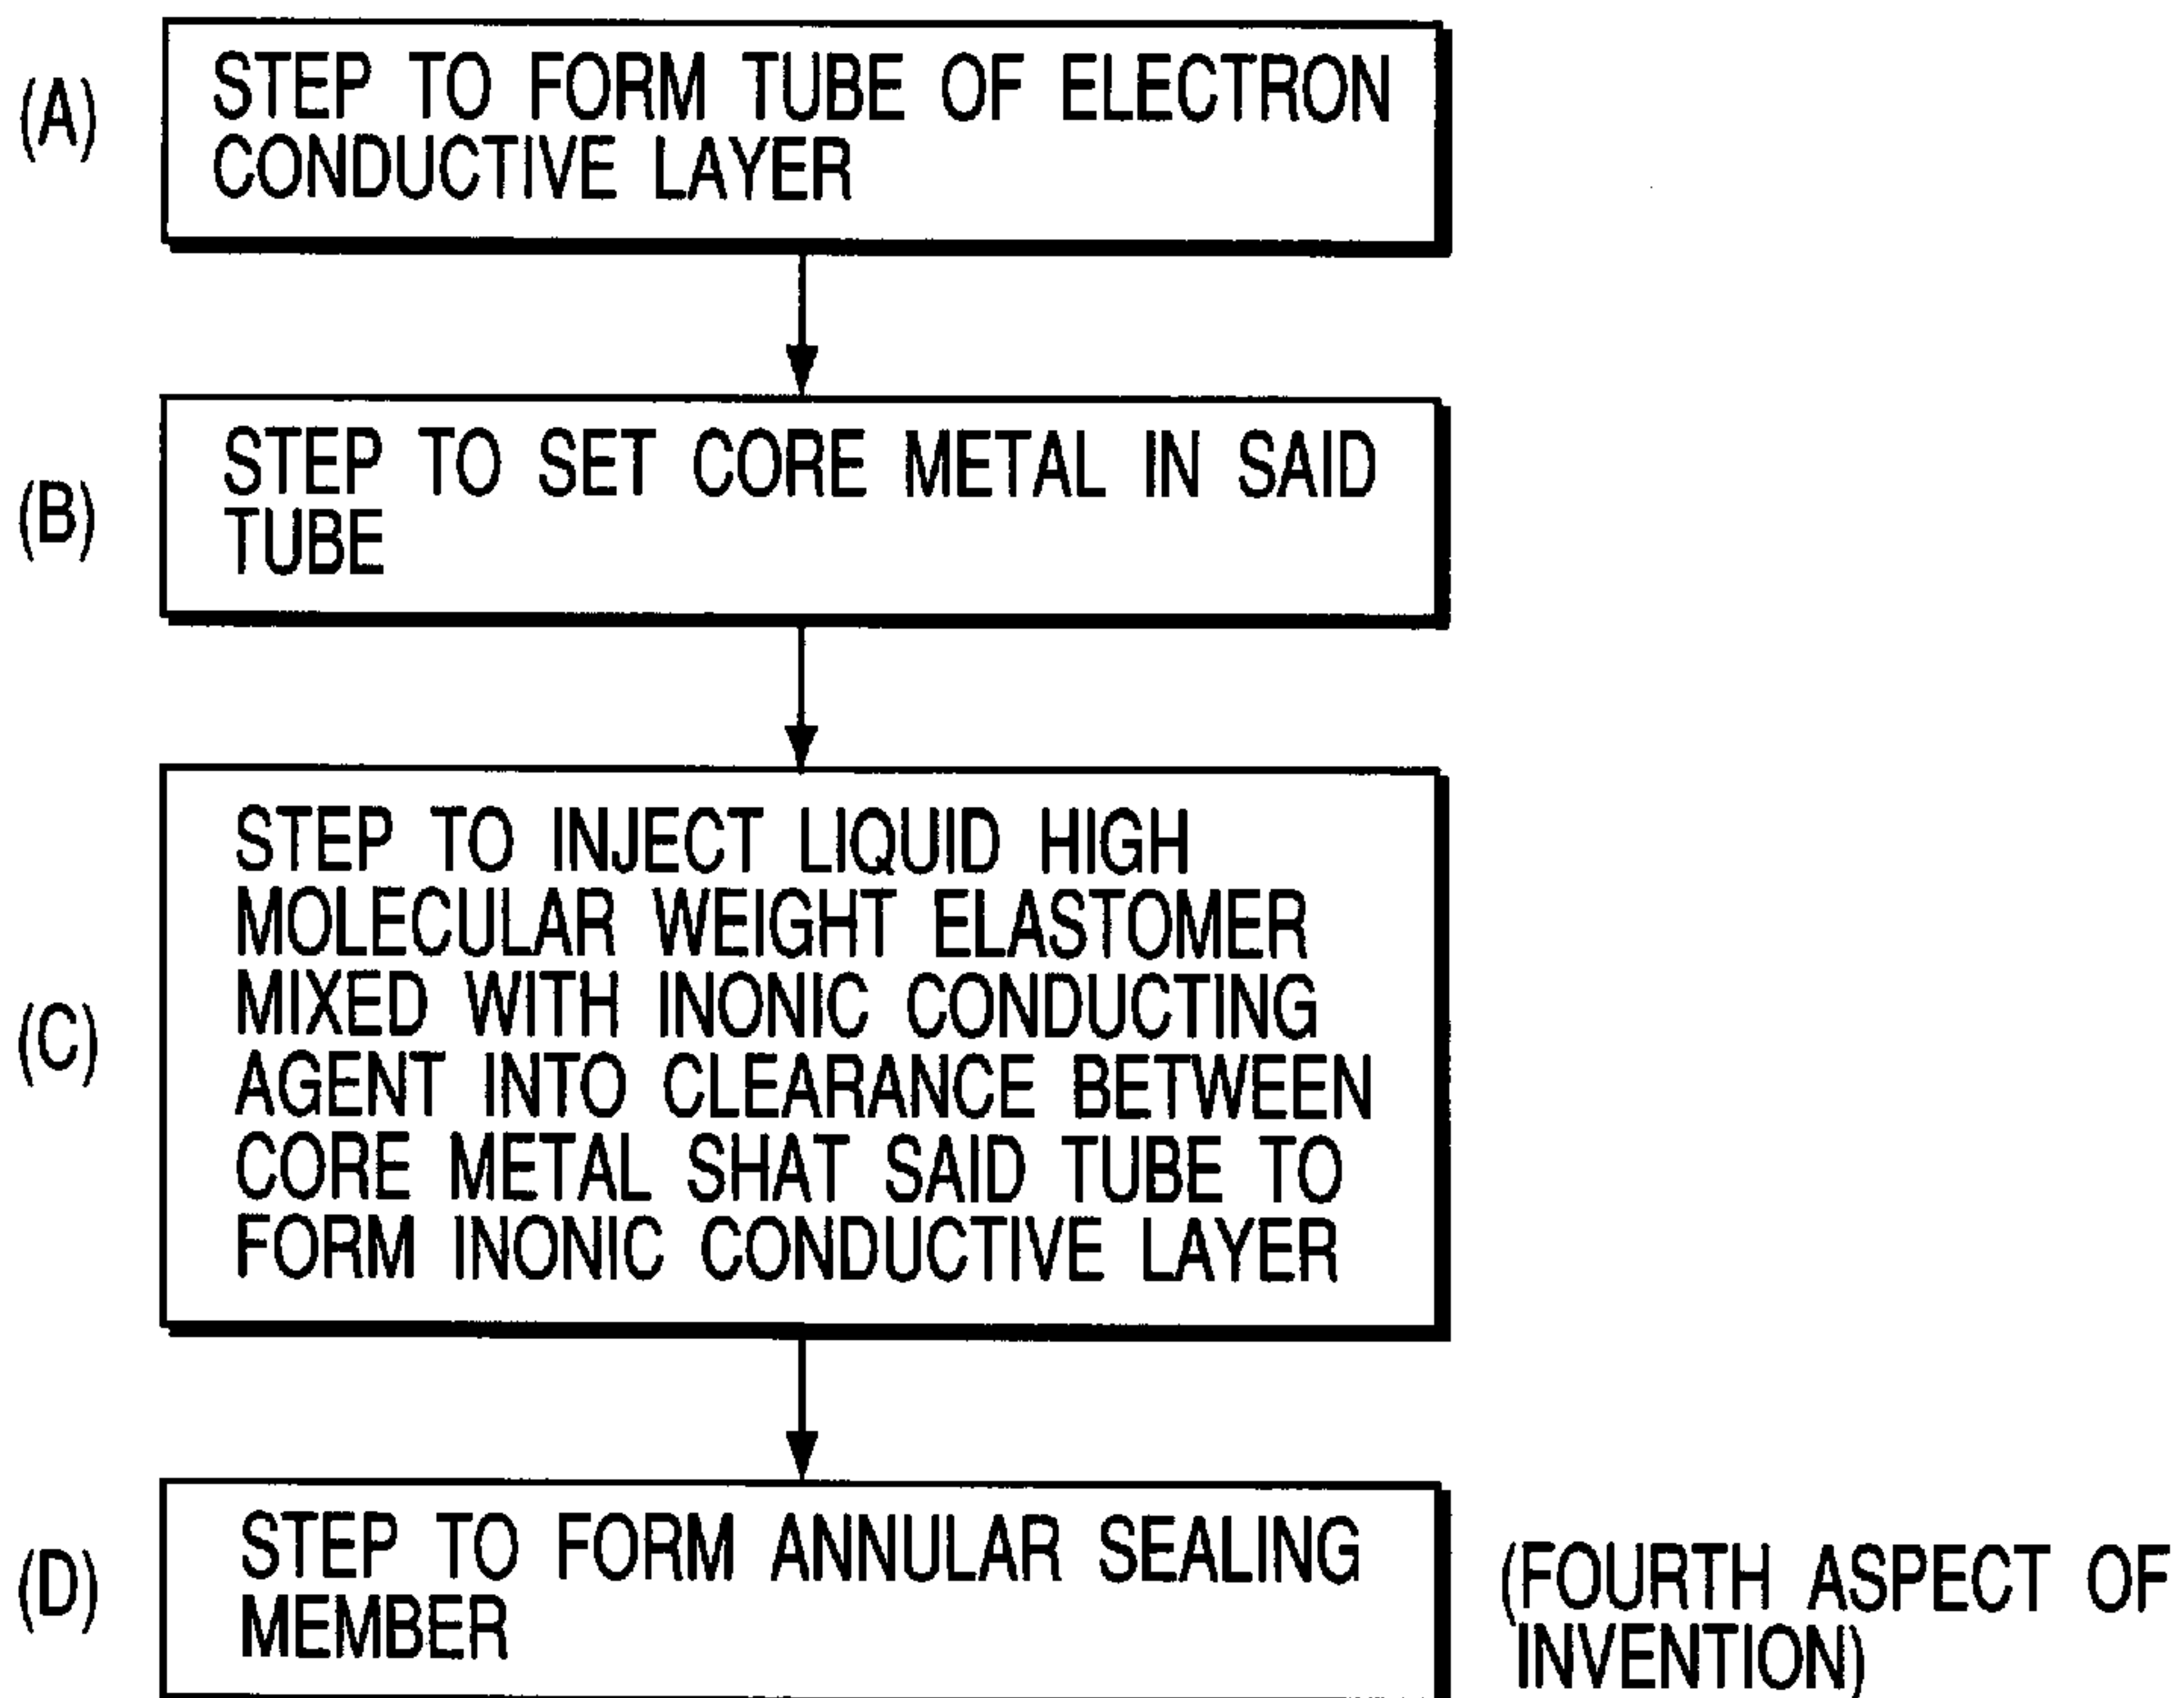 (A)
STEP TO FORM TUBE OF ELECTRON
CONDUCTIVE LAYER
(B)
STEP TO SET CORE METAL IN SAID
TUBE
(C)
STEP TO INJECT LIQUID HIGH
MOLECULAR WEIGHT ELASTOMER
MIXED WITH INONIC CONDUCTING
AGENT INTO CLEARANCE BETWEEN
CORE METAL SHAT SAID TUBE TO
FORM INONIC CONDUCTIVE LAYER
(D)
STEP TO FORM ANNULAR SEALING
MEMBER
(FOURTH ASPECT OF
INVENTION)